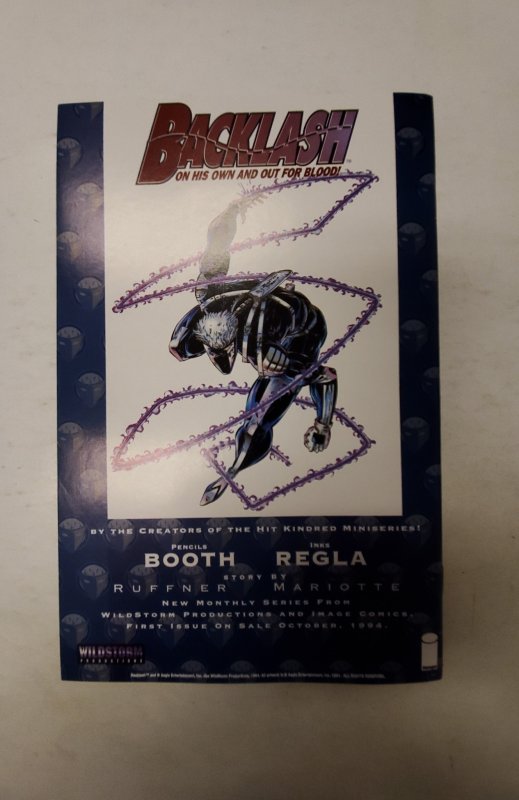 BACKLASH™
ON HIS OWN AND OUT FOR BLOOD!
BY THE CREATORS OF THE HIT KINDRED MINISERIES!
PENCILS INKS
BOOTH REGLA
STORY BY
RUFFNER MARIOTTE
NEW MONTHLY SERIES FROM
WILDSTORM PRODUCTIONS AND IMAGE COMICS.
FIRST ISSUE ON SALE OCTOBER, 1994.
WILDSTORM
PRODUCTIONS